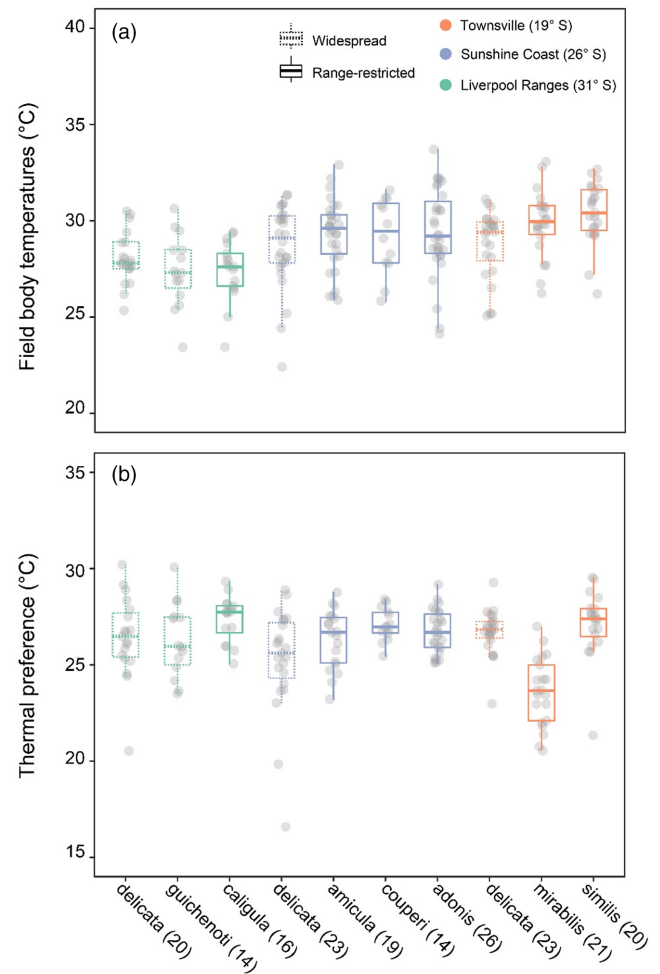 (a)
Widespread
Range-restricted
Townsville (19° S)
Sunshine Coast (26° S)
Liverpool Ranges (31° S)
Field body temperatures (°C)
40
35
30
25
20
(b)
Thermal preference (°C)
35
30
25
20
15
delicata (20)
guichenoti (14)
caligula (16)
delicata (23)
amicula (19)
couperi (14)
adonis (26)
delicata (23)
mirabilis (21)
similis (20)